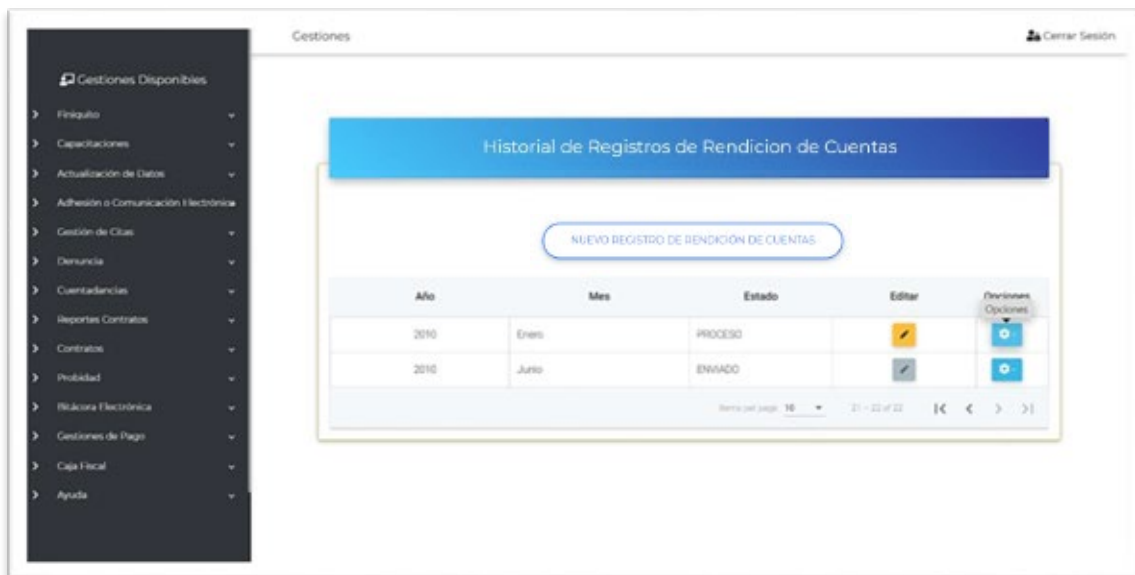 Gestiones
Cerrar Sesión
Gestiones Disponibles
Finiquito
Capacitaciones
Actualización de Datos
Adhesión o Comunicación Electrónica
Gestión de Citas
Denuncia
Cuentadancias
Reportes Contratos
Contratos
Probidad
Bitácora Electrónica
Gestiones de Pago
Caja Fiscal
Ayuda
Historial de Registros de Rendicion de Cuentas
NUEVO REGISTRO DE RENDICIÓN DE CUENTAS
Año Mes Estado Editar Opciones
Opciones
2010 Enero PROCESO
2010 Junio ENVIADO
Items per page: 10 21 – 22 of 22